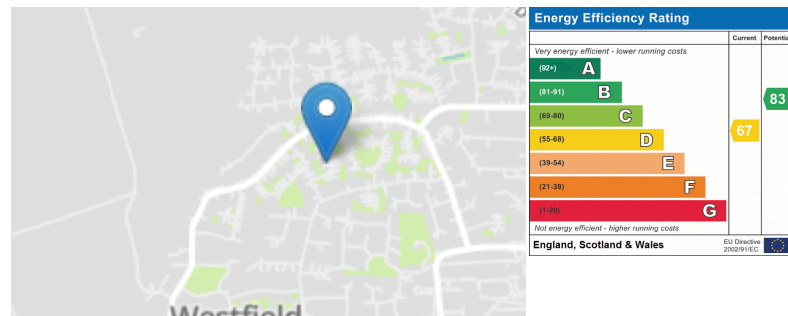 Westfield
Energy Efficiency Rating
Current Potentia
Very energy efficient - lower running costs
(92+) A
(81-91) B
83
(69-80) C
67
(55-68) D
(39-54) E
(21-38) F
(1-20) G
Not energy efficient - higher running costs
England, Scotland & Wales
EU Directive
2002/91/EC